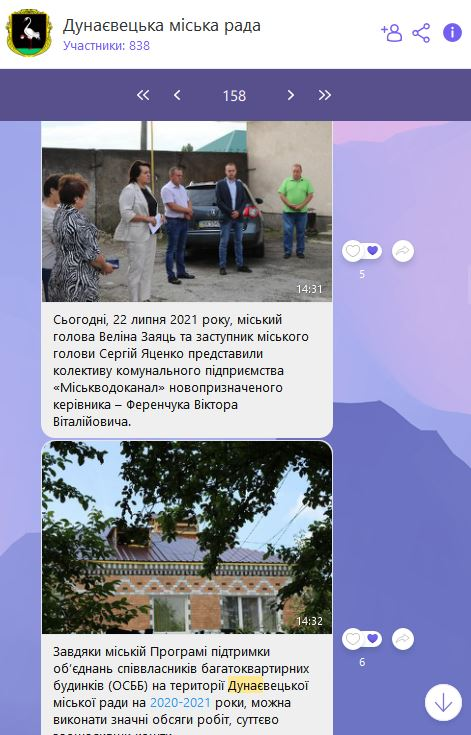 Дунаєвецька міська рада
Участники: 838
158
14:31
5
Сьогодні, 22 липня 2021 року, міський
голова Веліна Заяць та заступник міського
голови Сергій Яценко представили
колективу комунального підприємства
«Міськводоканал» новопризначеного
керівника – Ференчука Віктора
Віталійовича.
14:32
6
Завдяки міській Програмі підтримки
об'єднань співвласників багатоквартирних
будинків (ОСББ) на території Дунаєвецької
міської ради на 2020-2021 роки, можна
виконати значні обсяги робіт, суттєво